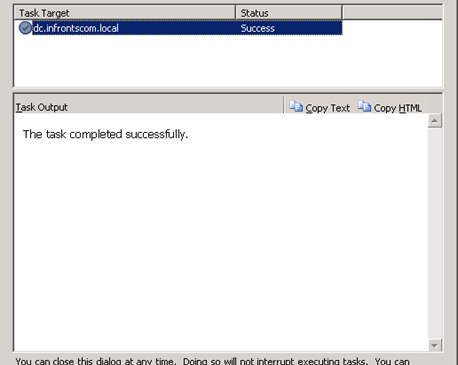 Task Target Status
dc.infrontscom.local Success
Task Output Copy Text Copy HTML
The task completed successfully.
You can close this dialog at any time. Doing so will not interrupt executing tasks. You can